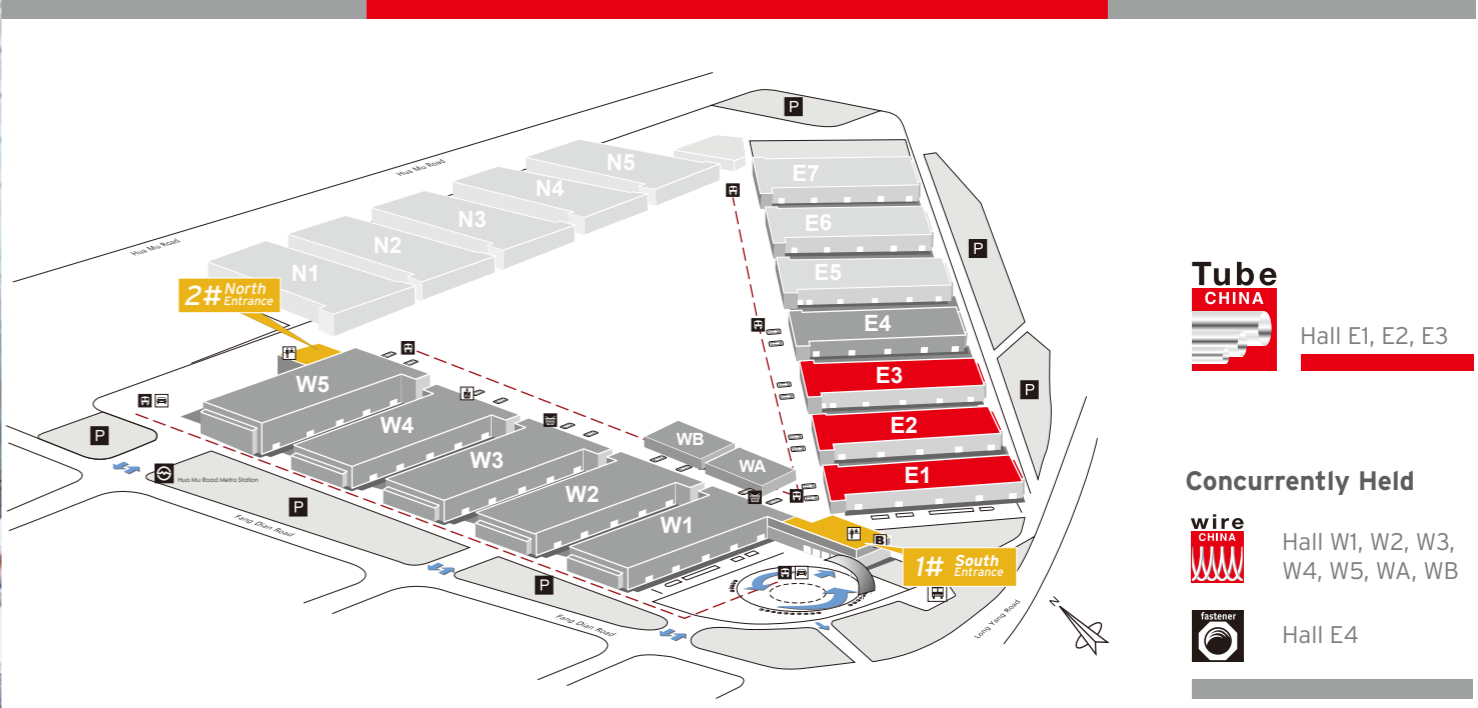 P
N5
Hua Mu Road
N4
E7
N3
E6
N2
Hua Mu Road
P
N1
E5
2# North
Entrance
E4
W5
E3
P
W4
E2
WB
P
W3
WA
E1
Hua Mu Road Metro Station
W2
P
Fang Dian Road
W1
B
1# South
Entrance
P
Fang Dian Road
Long Yang Road
N
Tube
CHINA
Hall E1, E2, E3
Concurrently Held
wire
CHINA
Hall W1, W2, W3,
W4, W5, WA, WB
fastener
Hall E4